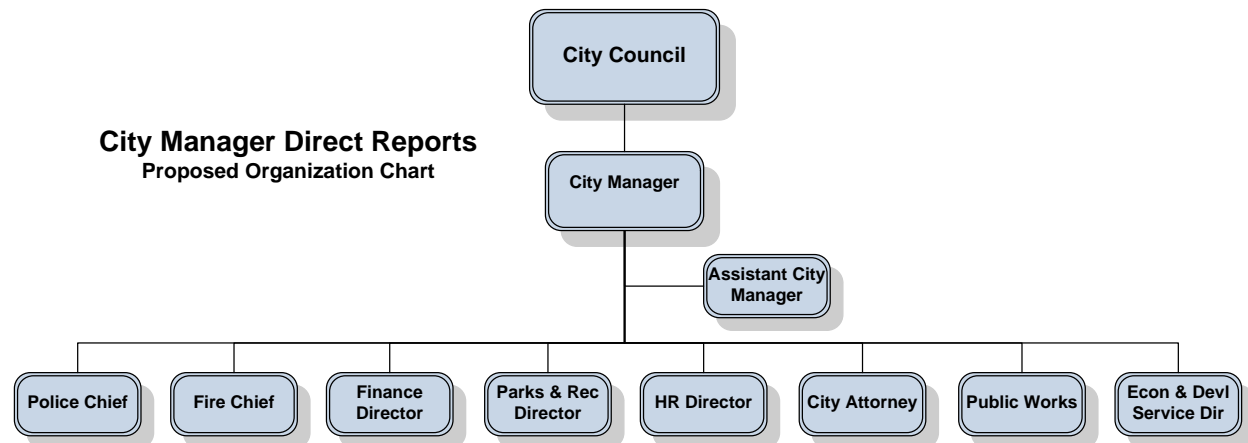 City Council
City Manager Direct Reports
Proposed Organization Chart
City Manager
Assistant City
Manager
Police Chief
Fire Chief
Finance
Director
Parks & Rec
Director
HR Director
City Attorney
Public Works
Econ & Devl
Service Dir